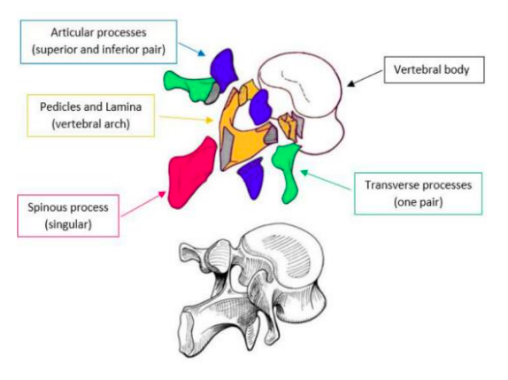 Articular processes
(superior and inferior pair)
Vertebral body
Pedicles and Lamina
(vertebral arch)
Transverse processes
(one pair)
Spinous process
(singular)